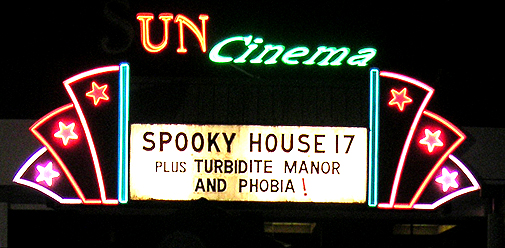 SUN Cinema
SPOOKY HOUSE 17
PLUS TURBIDITE MANOR
AND PHOBIA!